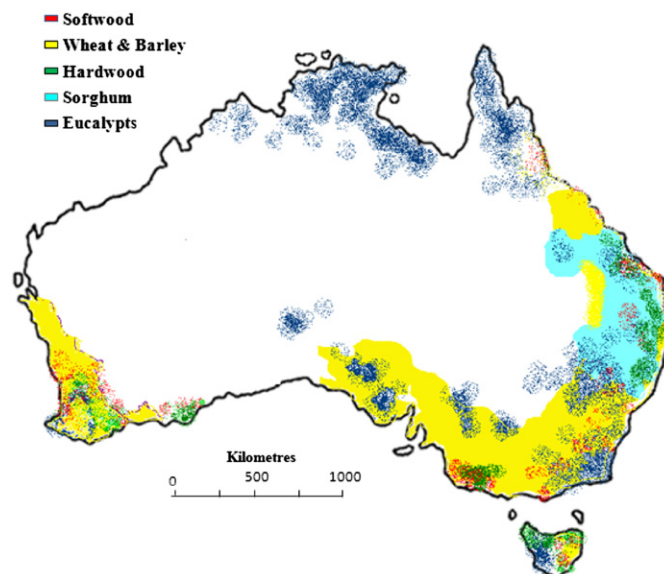 Softwood
Wheat & Barley
Hardwood
Sorghum
Eucalypts
Kilometres
0 500 1000